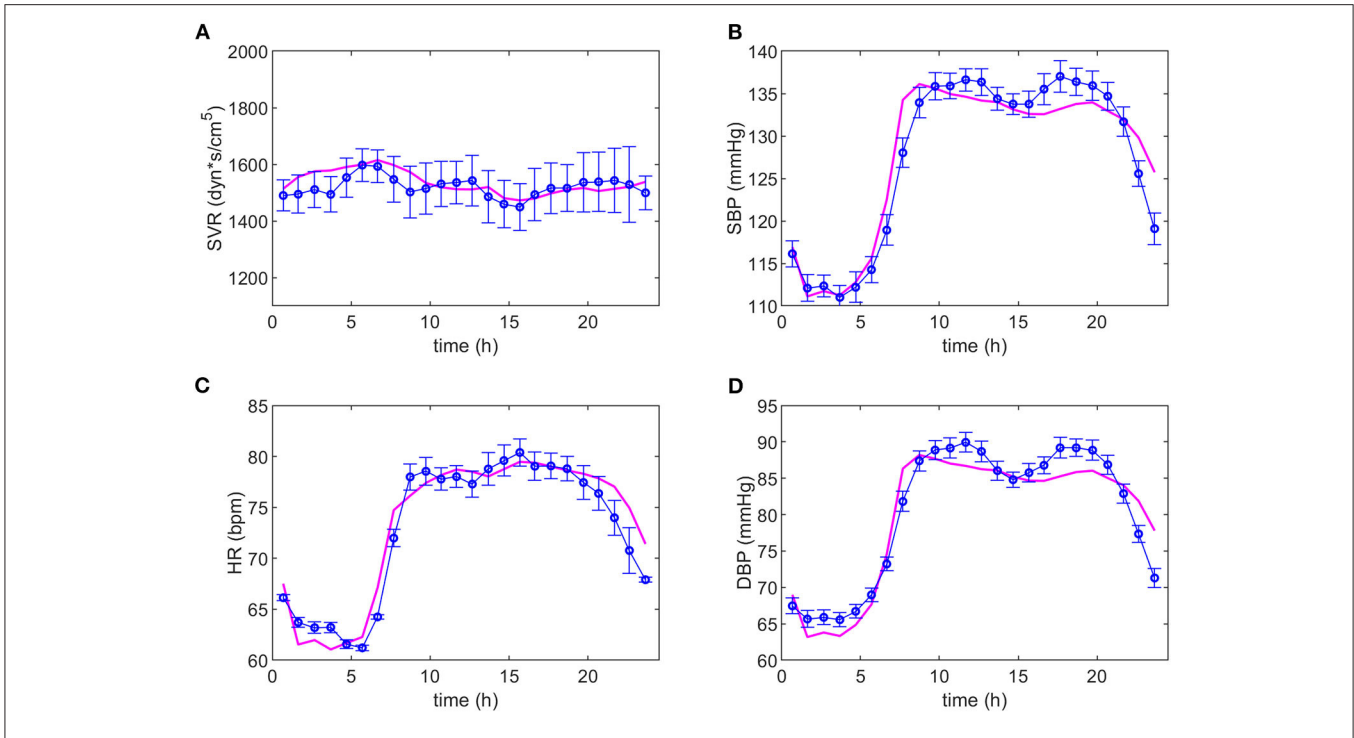 A
2000
1800
1600
1400
1200
SVR (dyn*s/cm⁵)
0 5 10 15 20
time (h)
B
140
135
130
125
120
115
110
SBP (mmHg)
0 5 10 15 20
time (h)
C
85
80
75
70
65
60
HR (bpm)
0 5 10 15 20
time (h)
D
95
90
85
80
75
70
65
60
DBP (mmHg)
0 5 10 15 20
time (h)